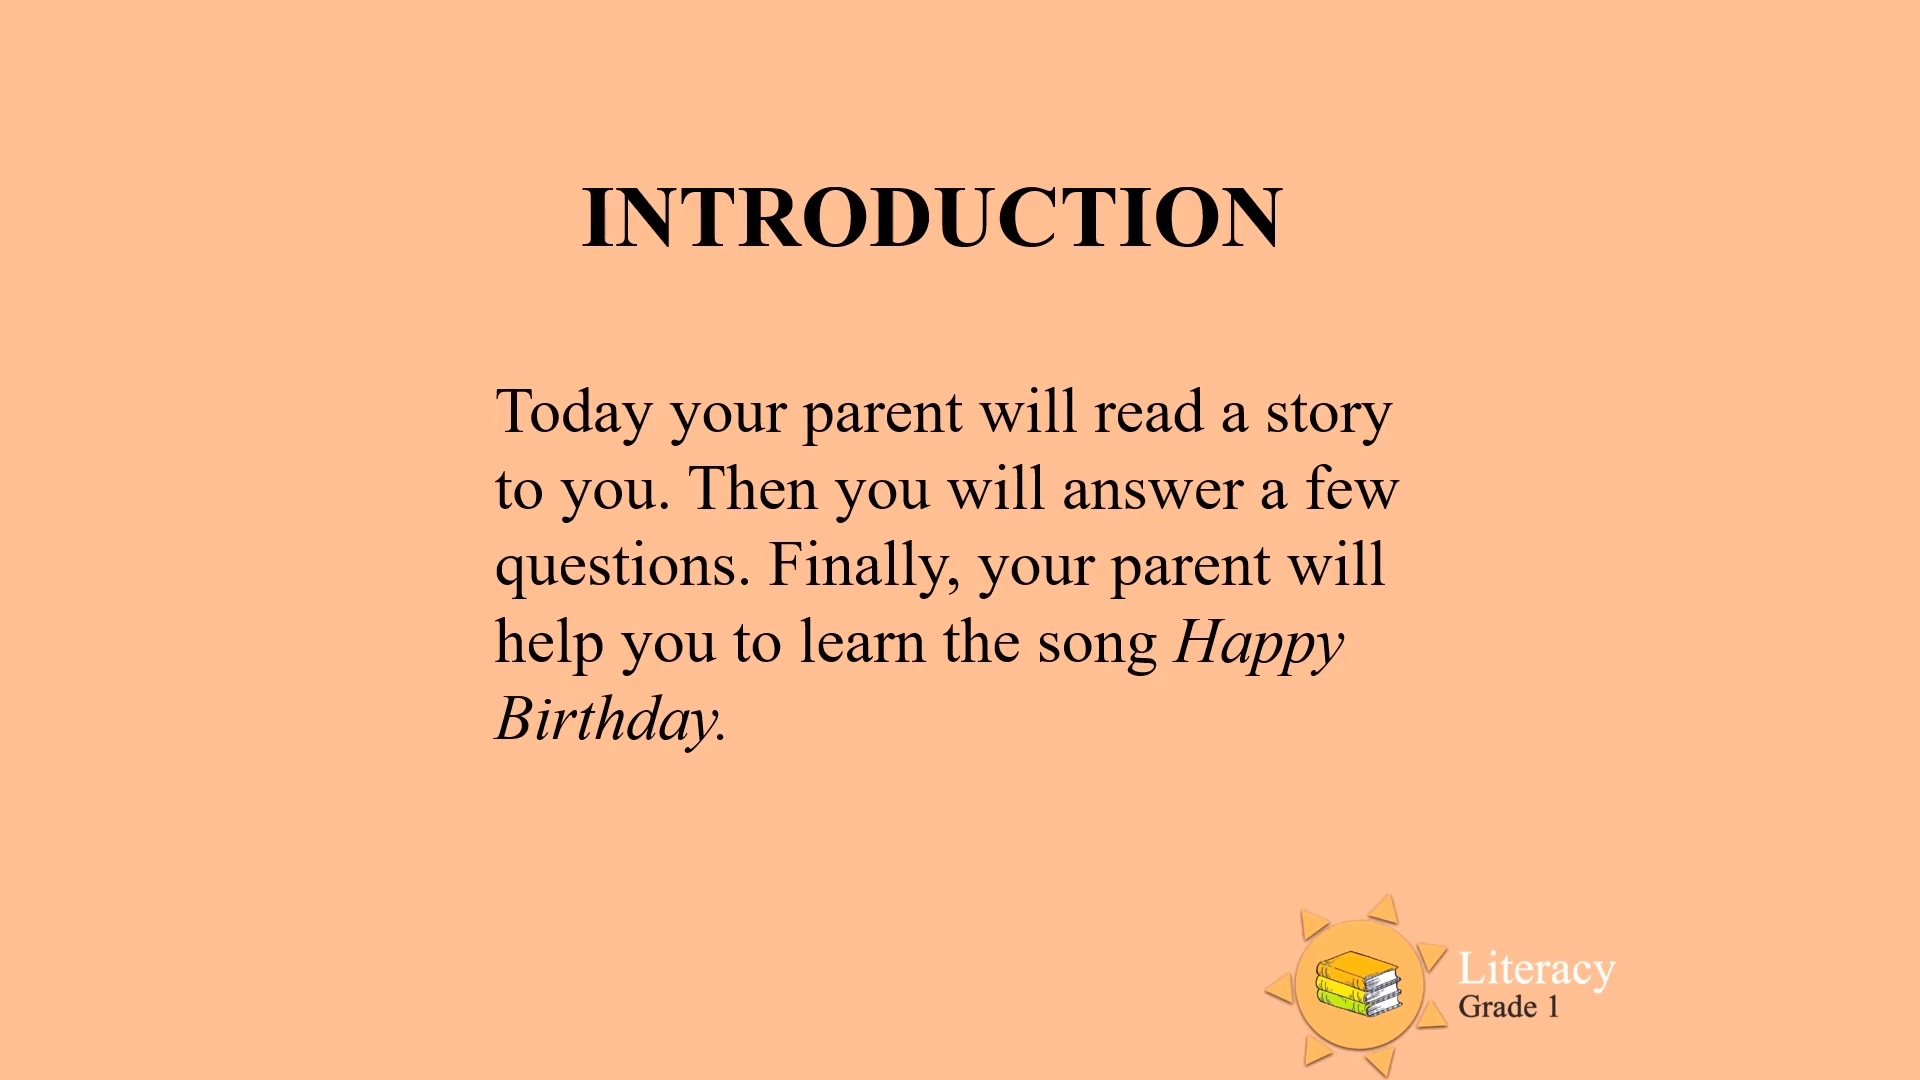 INTRODUCTION
Today your parent will read a story
to you. Then you will answer a few
questions. Finally, your parent will
help you to learn the song Happy
Birthday.
Literacy
Grade 1